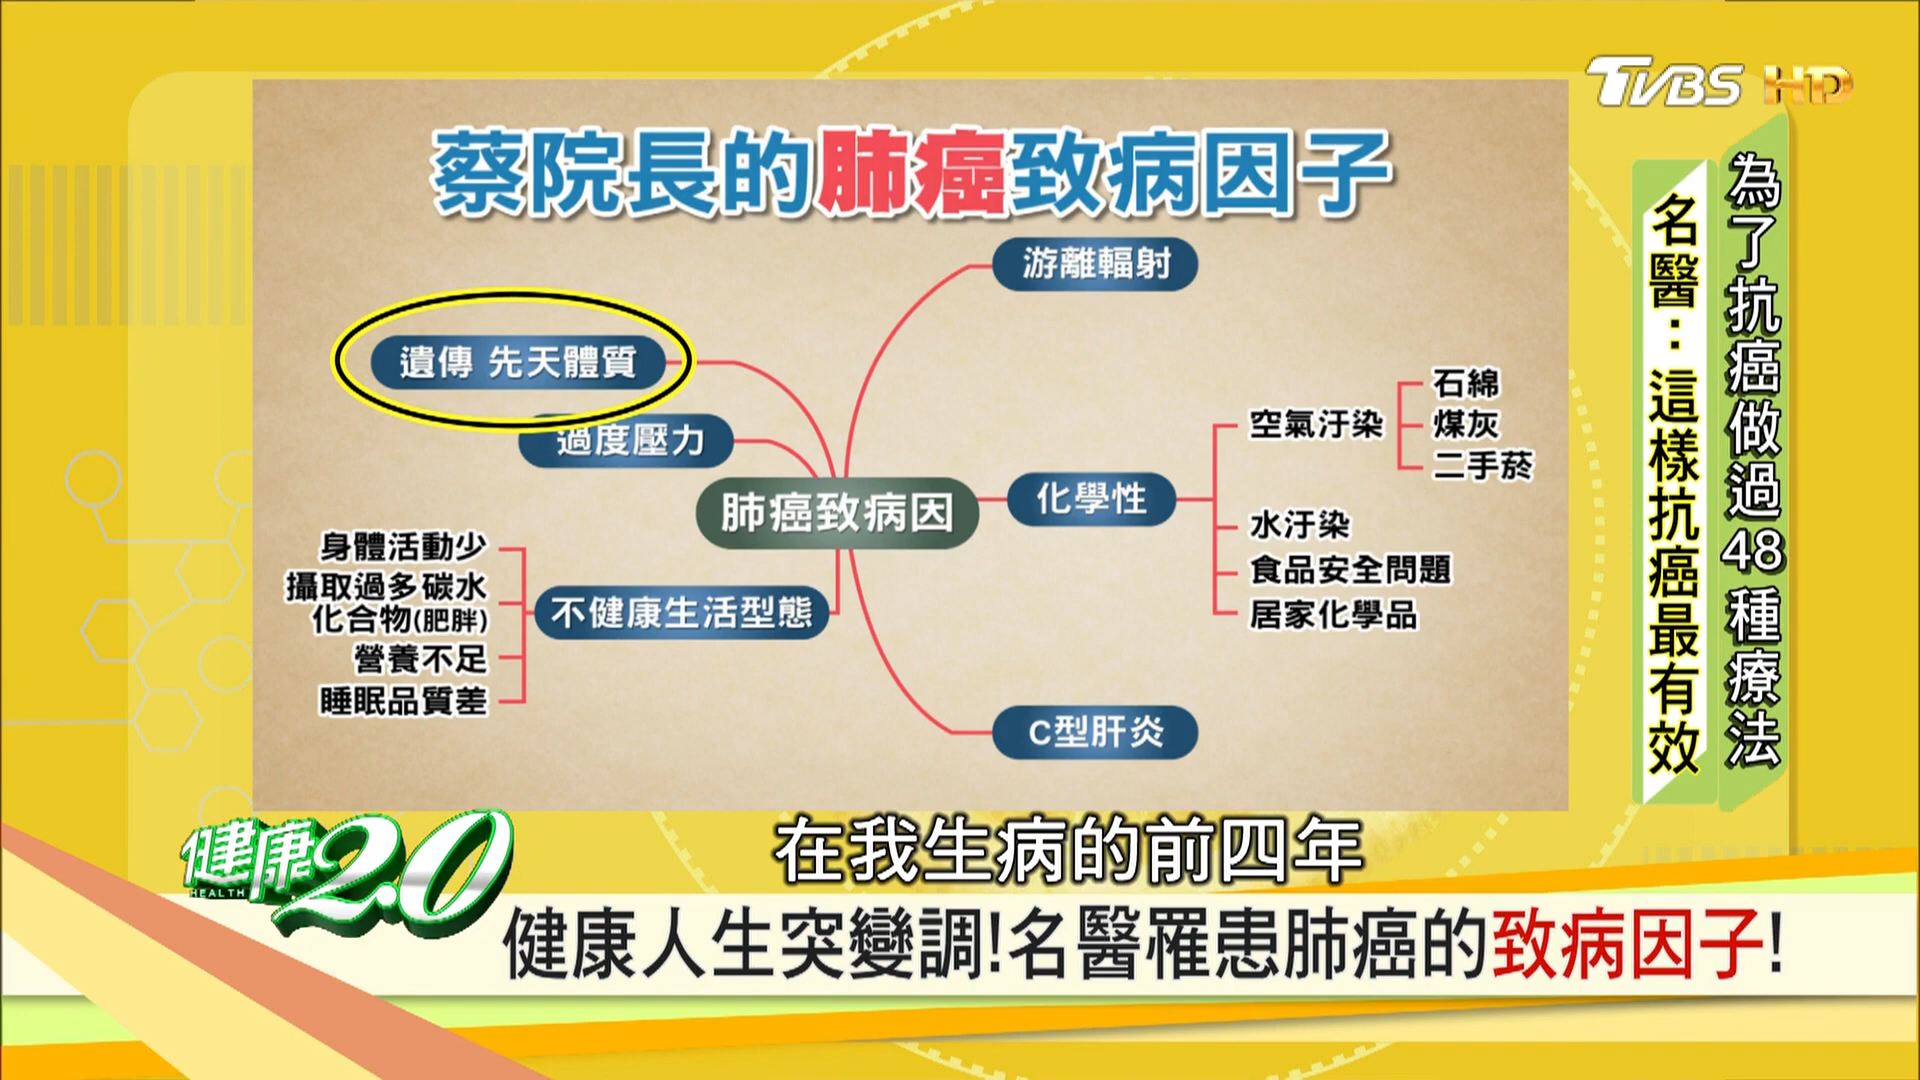 TVBS HD
蔡院長的肺癌致病因子
游離輻射
遺傳 先天體質
過度壓力
肺癌致病因
化學性
空氣汙染
石綿
煤灰
二手菸
水汙染
食品安全問題
居家化學品
身體活動少
攝取過多碳水
化合物(肥胖)
營養不足
睡眠品質差
不健康生活型態
C型肝炎
為了抗癌做過48種療法
名醫：這樣抗癌最有效
健康2.0
HEALTH
在我生病的前四年
健康人生突變調!名醫罹患肺癌的致病因子!